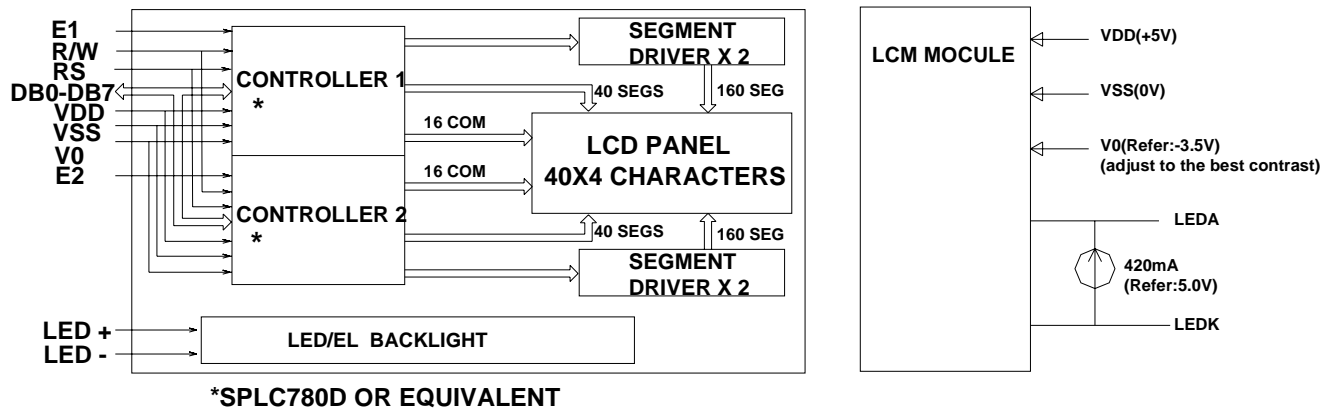 E1
R/W
RS
DB0-DB7
VDD
VSS
V0
E2
CONTROLLER 1
*
CONTROLLER 2
*
SEGMENT
DRIVER X 2
40 SEGS
160 SEG
16 COM
LCD PANEL
40X4 CHARACTERS
16 COM
40 SEGS
160 SEG
SEGMENT
DRIVER X 2
LED +
LED -
LED/EL BACKLIGHT
*SPLC780D OR EQUIVALENT
LCM MOCULE
VDD(+5V)
VSS(0V)
V0(Refer:-3.5V)
(adjust to the best contrast)
LEDA
420mA
(Refer:5.0V)
LEDK